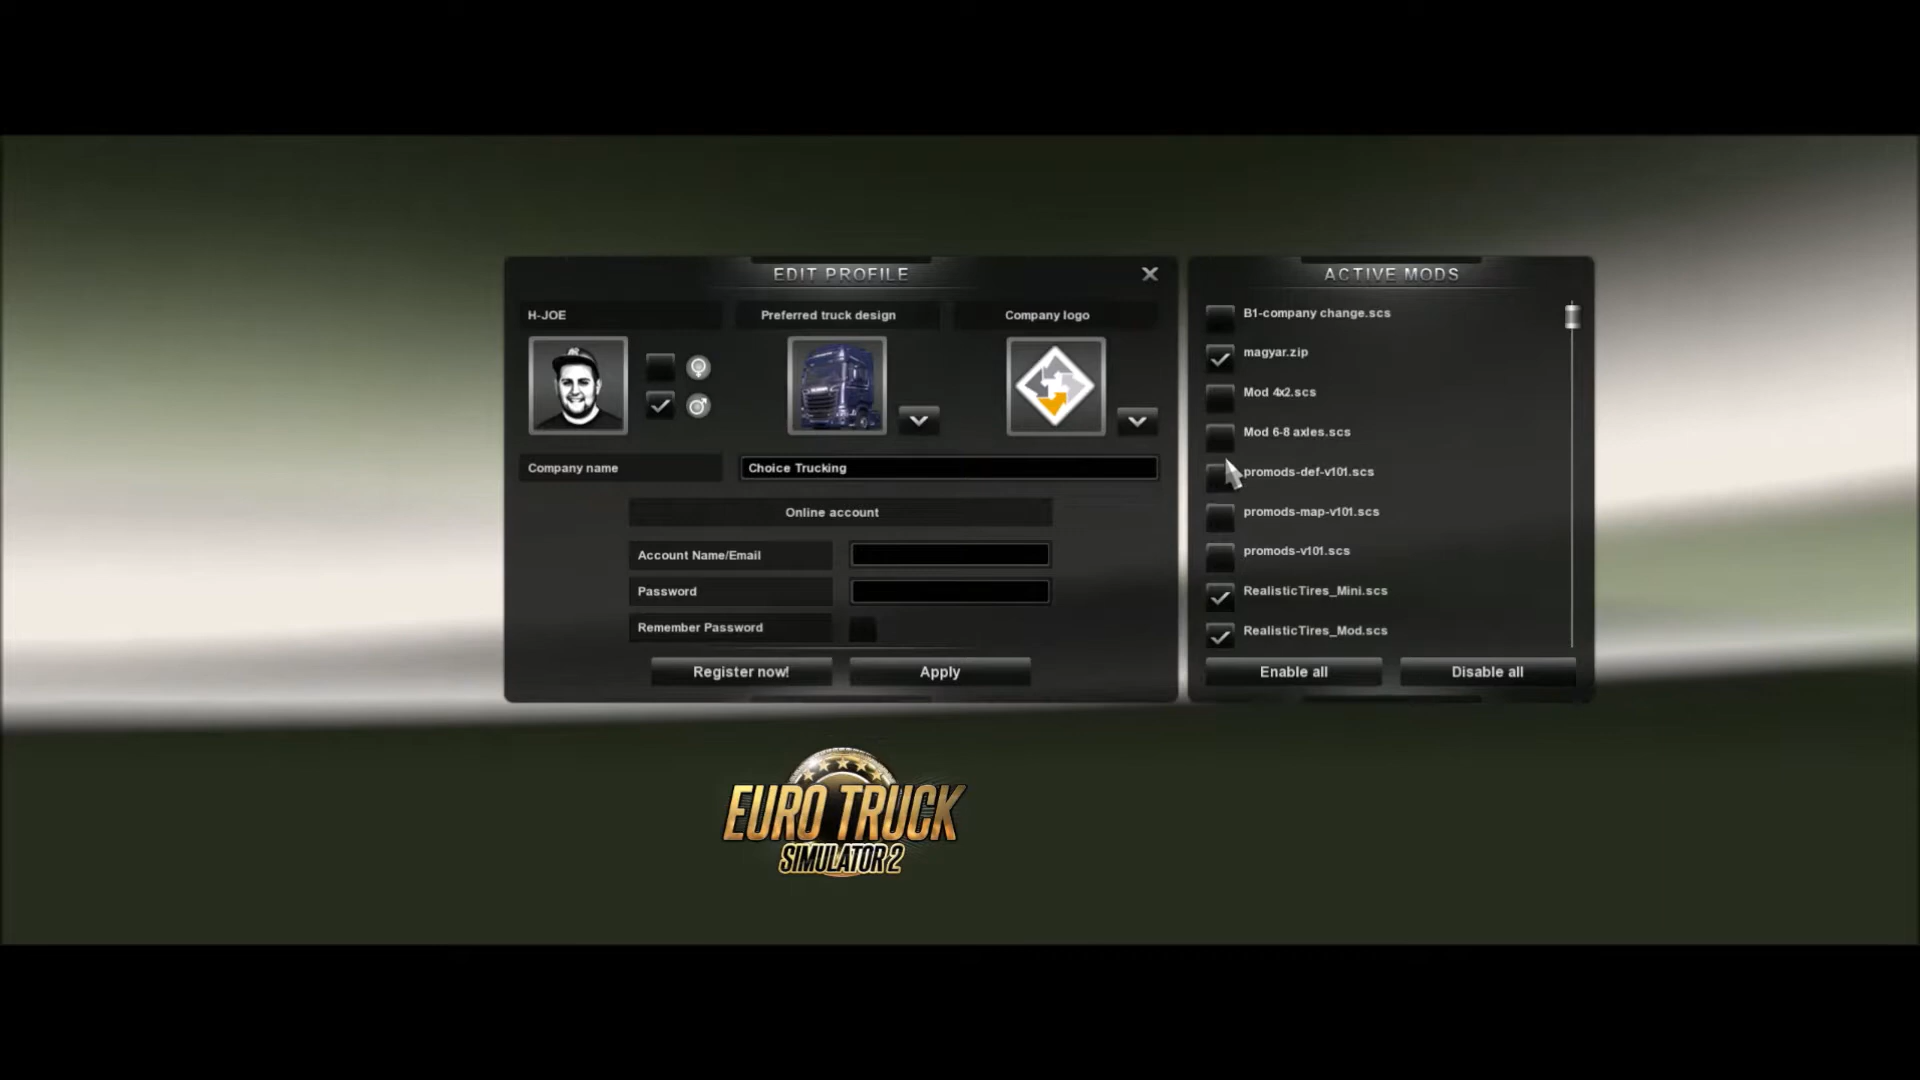 EDIT PROFILE
H-JOE
Preferred truck design
Company logo
Company name
Choice Trucking
Online account
Account Name/Email
Password
Remember Password
Register now!
Apply
ACTIVE MODS
B1-company change.scs
magyar.zip
Mod 4x2.scs
Mod 6-8 axles.scs
promods-def-v101.scs
promods-map-v101.scs
promods-v101.scs
RealisticTires_Mini.scs
RealisticTires_Mod.scs
Enable all
Disable all
EURO TRUCK
SIMULATOR 2